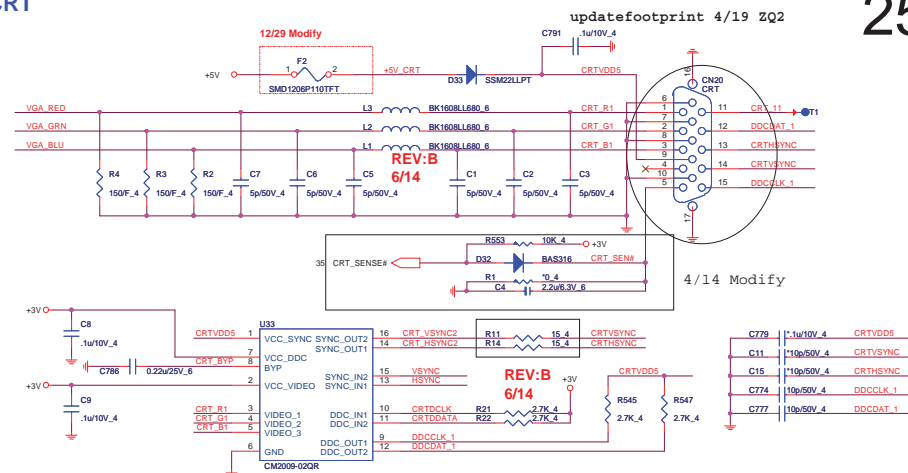 CRT
25
updatefootprint 4/19 ZQ2
12/29 Modify
C791
.1u/10V_4
+5V
F2
1
2
SMD1206P110TFT
+5V_CRT
D33
SSM22LLPT
CRTVDD5
16
CN20
CRT
VGA_RED
L3
BK1608LL680_6
CRT_R1
VGA_GRN
L2
BK1608LL680_6
CRT_G1
VGA_BLU
L1
BK1608LL680_6
CRT_B1
6
1
7
2
8
3
9
4
10
5
11
CRT_11
T1
12
DDCDAT_1
13
CRTHSYNC
14
CRTVSYNC
15
DDCCLK_1
17
REV:B
6/14
R4
150/F_4
R3
150/F_4
R2
150/F_4
C7
5p/50V_4
C6
5p/50V_4
C5
5p/50V_4
C1
5p/50V_4
C2
5p/50V_4
C3
5p/50V_4
R553
10K_4
+3V
35
CRT_SENSE#
D32
BAS316
CRT_SEN#
R1
*0_4
C4
2.2u/6.3V_6
4/14 Modify
+3V
C8
.1u/10V_4
C786
0.22u/25V_6
CRT_BYP
+3V
C9
.1u/10V_4
CRTVDD5
CRT_R1
CRT_G1
CRT_B1
U33
1 VCC_SYNC SYNC_OUT2 16
SYNC_OUT1 14
7 VCC_DDC
8 BYP
SYNC_IN2 15
2 VCC_VIDEO SYNC_IN1 13
3 VIDEO_1 DDC_IN1 10
4 VIDEO_2 DDC_IN2 11
5 VIDEO_3
DDC_OUT1 9
6 GND DDC_OUT2 12
CM2009-02QR
CRT_VSYNC2
R11
15_4
CRTVSYNC
CRT_HSYNC2
R14
15_4
CRTHSYNC
VSYNC
HSYNC
REV:B
6/14
+3V
CRTDCLK
R21
2.7K_4
CRTDDATA
R22
2.7K_4
DDCCLK_1
DDCDAT_1
CRTVDD5
R545
2.7K_4
R547
2.7K_4
C779
*.1u/10V_4
CRTVDD5
C11
*10p/50V_4
CRTVSYNC
C15
*10p/50V_4
CRTHSYNC
C774
10p/50V_4
DDCCLK_1
C777
10p/50V_4
DDCDAT_1